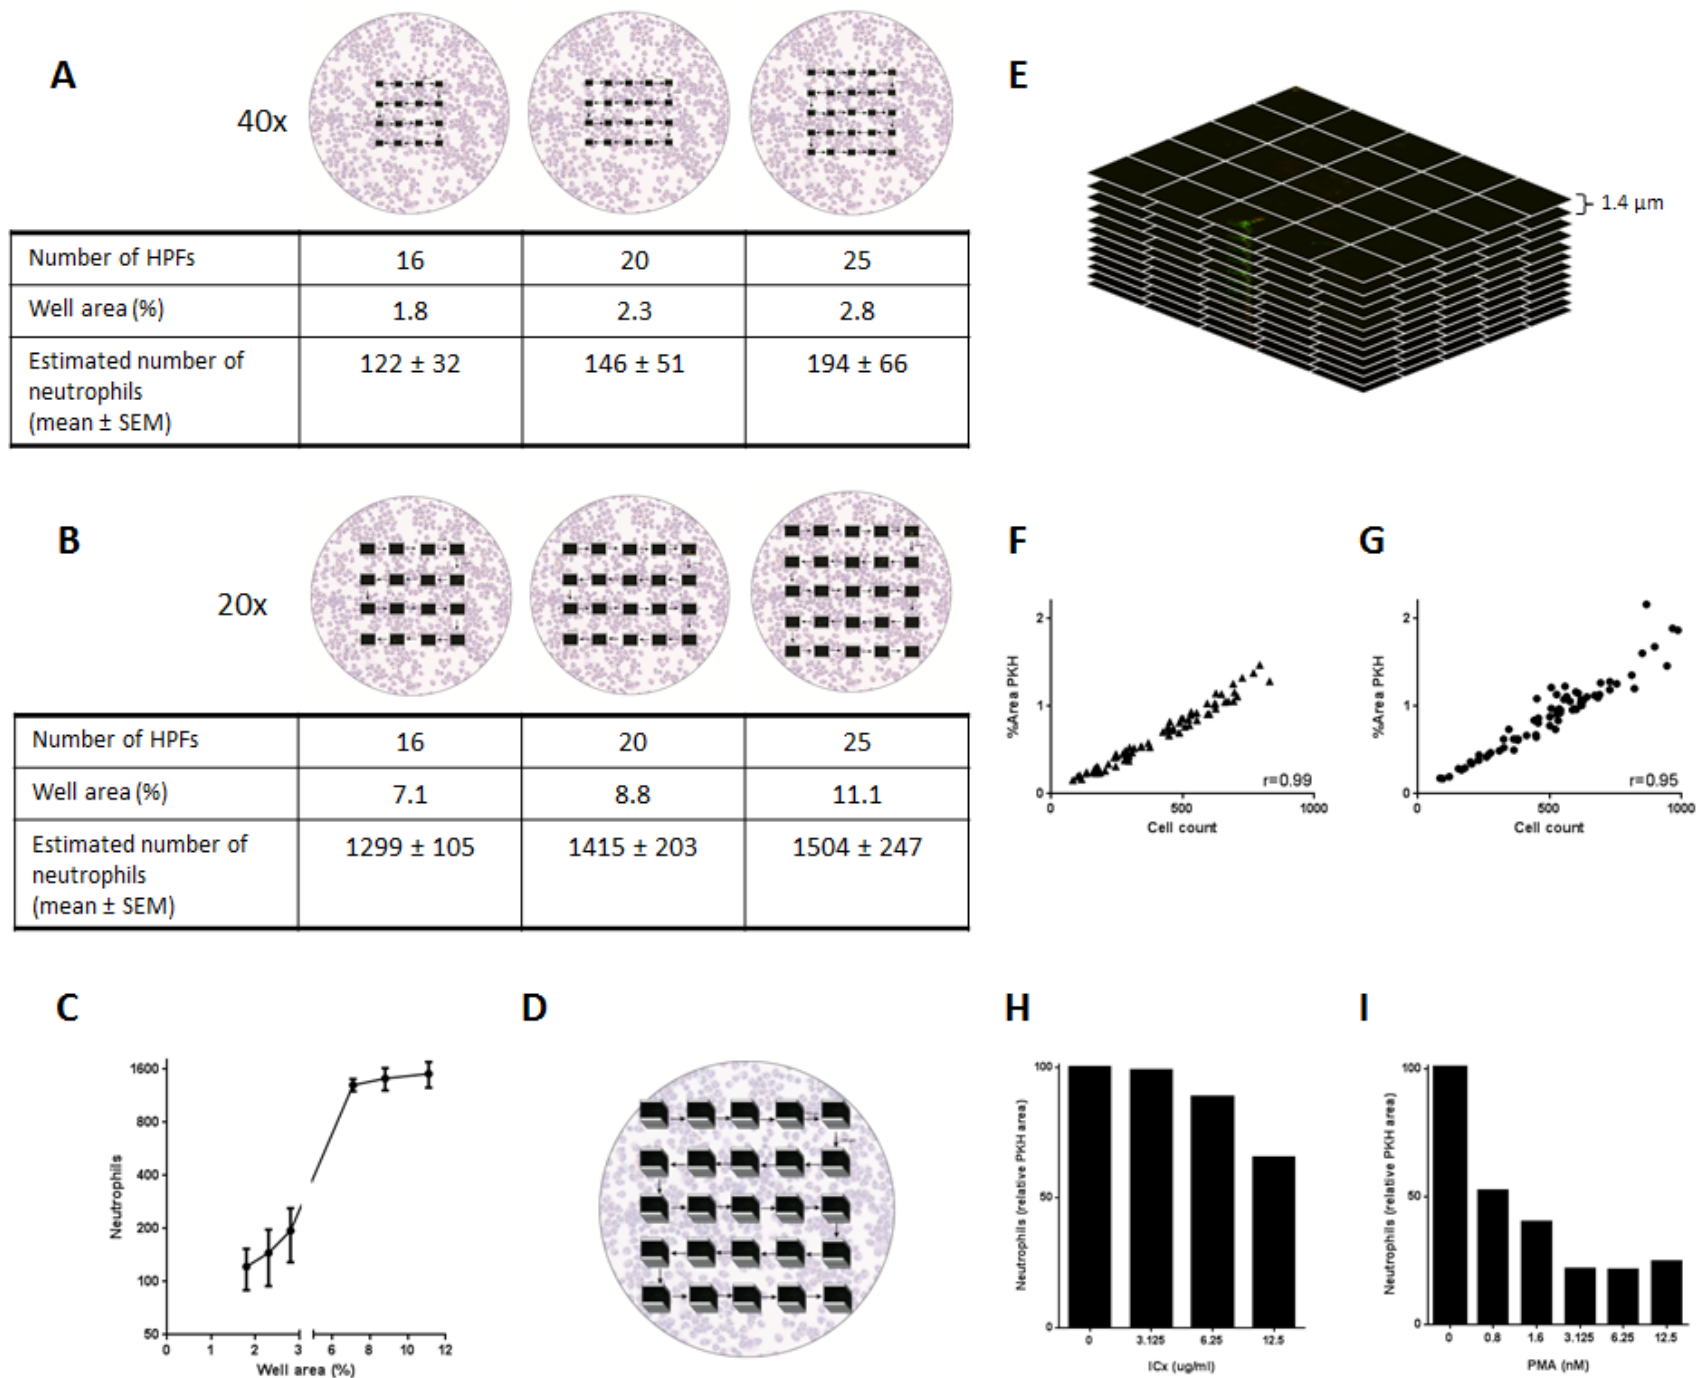 A
40x
Number of HPFs 16 20 25
Well area (%) 1.8 2.3 2.8
Estimated number of 122 ± 32 146 ± 51 194 ± 66
neutrophils
(mean ± SEM)
B
20x
Number of HPFs 16 20 25
Well area (%) 7.1 8.8 11.1
Estimated number of 1299 ± 105 1415 ± 203 1504 ± 247
neutrophils
(mean ± SEM)
C
Neutrophils
1600
800
400
200
100
50
0 1 2 3 6 8 10 12
Well area (%)
D
E
1.4 µm
F
%Area PKH
2
1
0
r=0.99
0 500 1000
Cell count
G
%Area PKH
2
1
0
r=0.95
0 500 1000
Cell count
H
Neutrophils (relative PKH area)
100
50
0
0 3.125 6.25 12.5
ICx (ug/ml)
I
Neutrophils (relative PKH area)
100
50
0
0 0.8 1.6 3.125 6.25 12.5
PMA (nM)